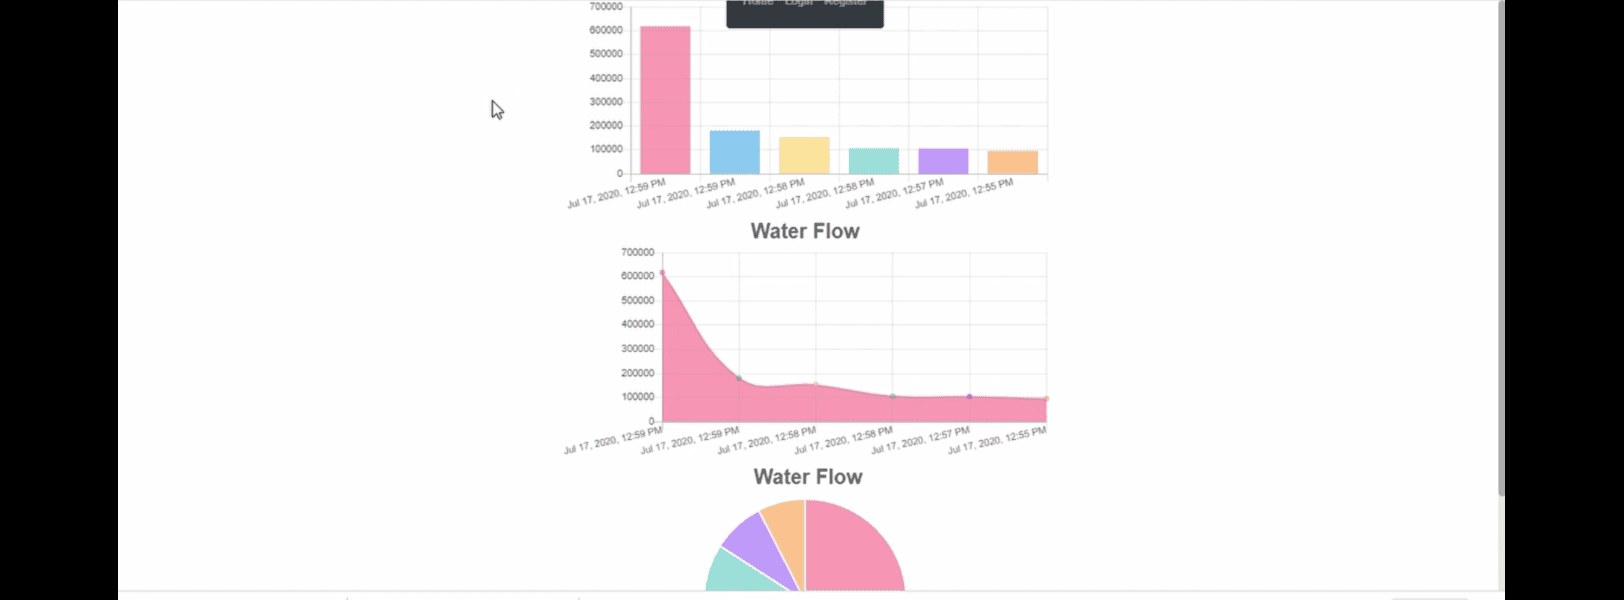 Home Login Register
700000
600000
500000
400000
300000
200000
100000
0
Jul 17, 2020, 12:59 PM
Jul 17, 2020, 12:59 PM
Jul 17, 2020, 12:58 PM
Jul 17, 2020, 12:58 PM
Jul 17, 2020, 12:57 PM
Jul 17, 2020, 12:55 PM
Water Flow
700000
600000
500000
400000
300000
200000
100000
0
Jul 17, 2020, 12:59 PM
Jul 17, 2020, 12:59 PM
Jul 17, 2020, 12:58 PM
Jul 17, 2020, 12:58 PM
Jul 17, 2020, 12:57 PM
Jul 17, 2020, 12:55 PM
Water Flow